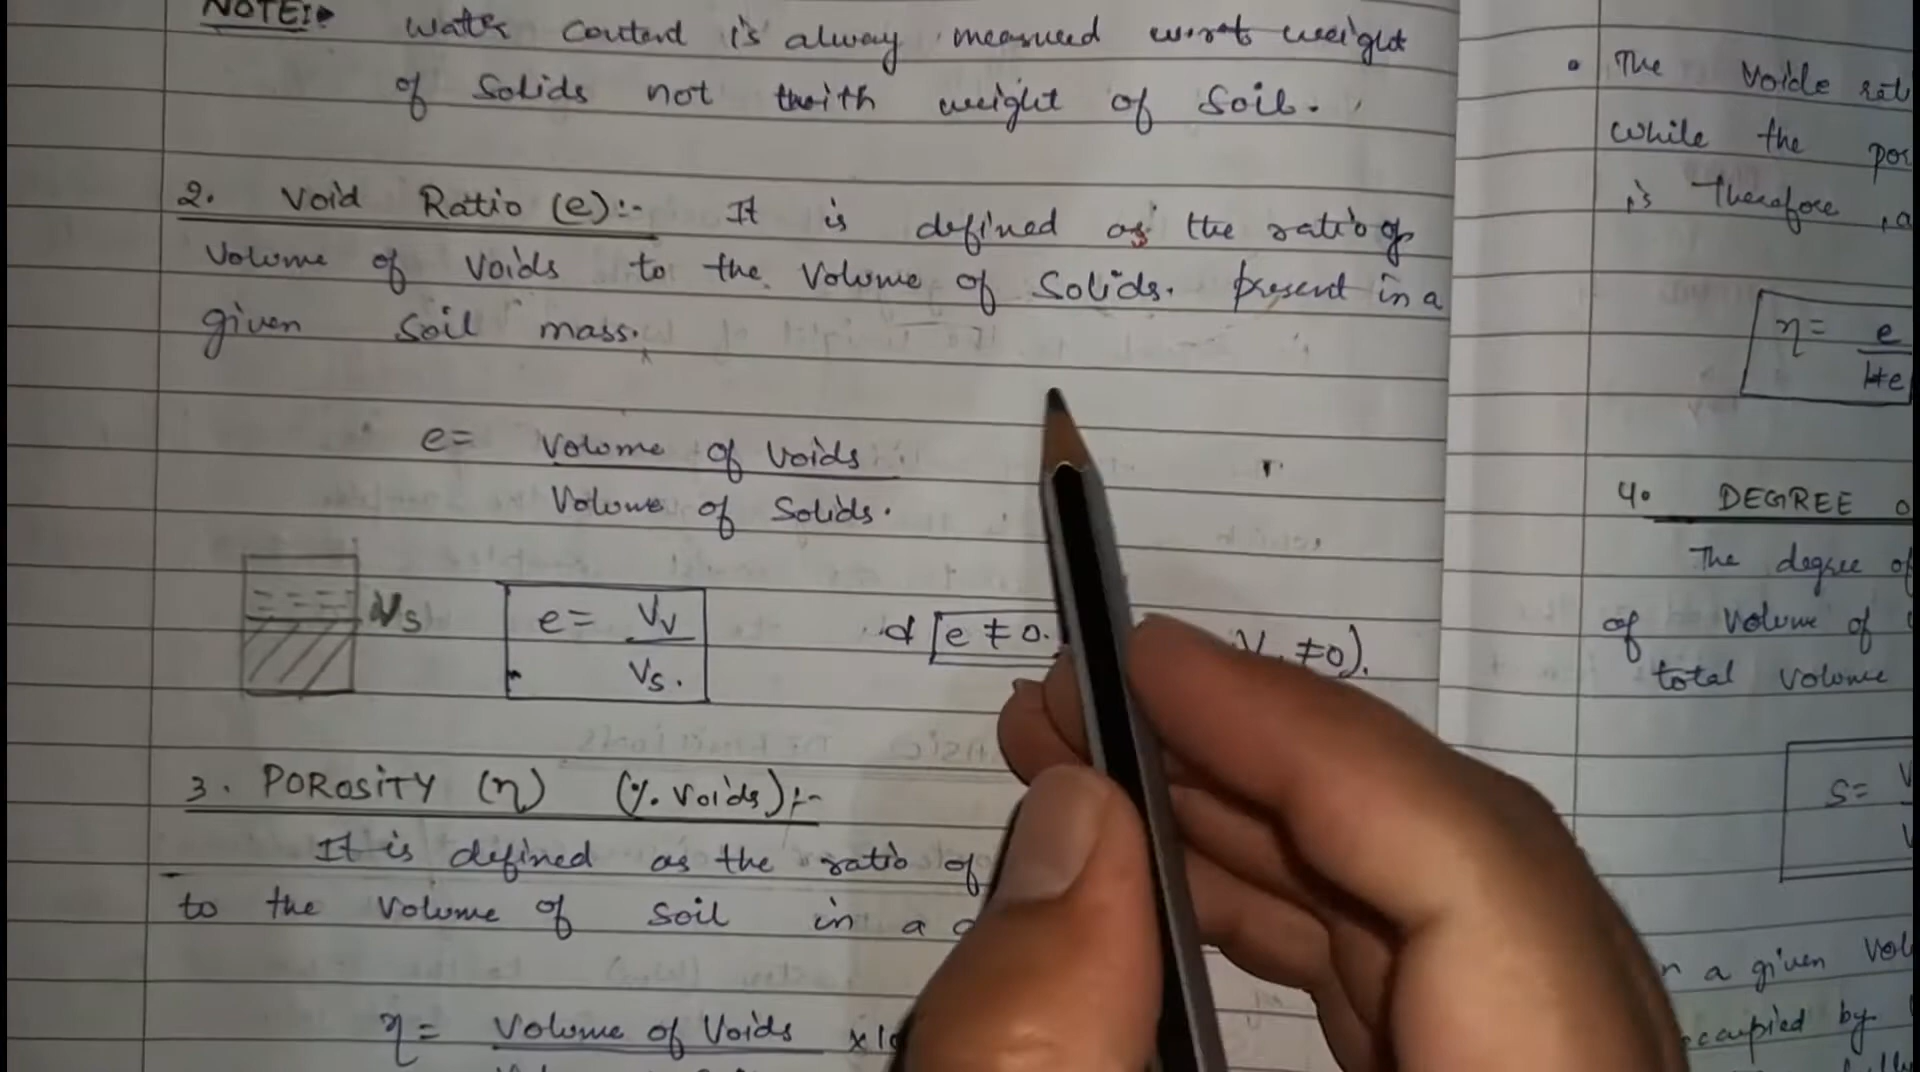 NOTE:-
Water content is alway measured w.r.to weight
of Solids not with weight of Soil.
2. Void Ratio (e):- It is defined as the ratio of
Volume of Voids to the Volume of Solids. Present in a
given Soil mass.
e= Volume of Voids
Volume of Solids.
Vs
e= Vv
Vs.
e ≠ 0.
≠0).
3. POROSITY (η) (%. Voids):-
It is defined as the ratio of
to the Volume of Soil in a
η= Volume of Voids
The Voide
while the
is Therefore
η= e
1+e
4. DEGREE
The degree of
of Volume of
total Volume
S=
a given
by